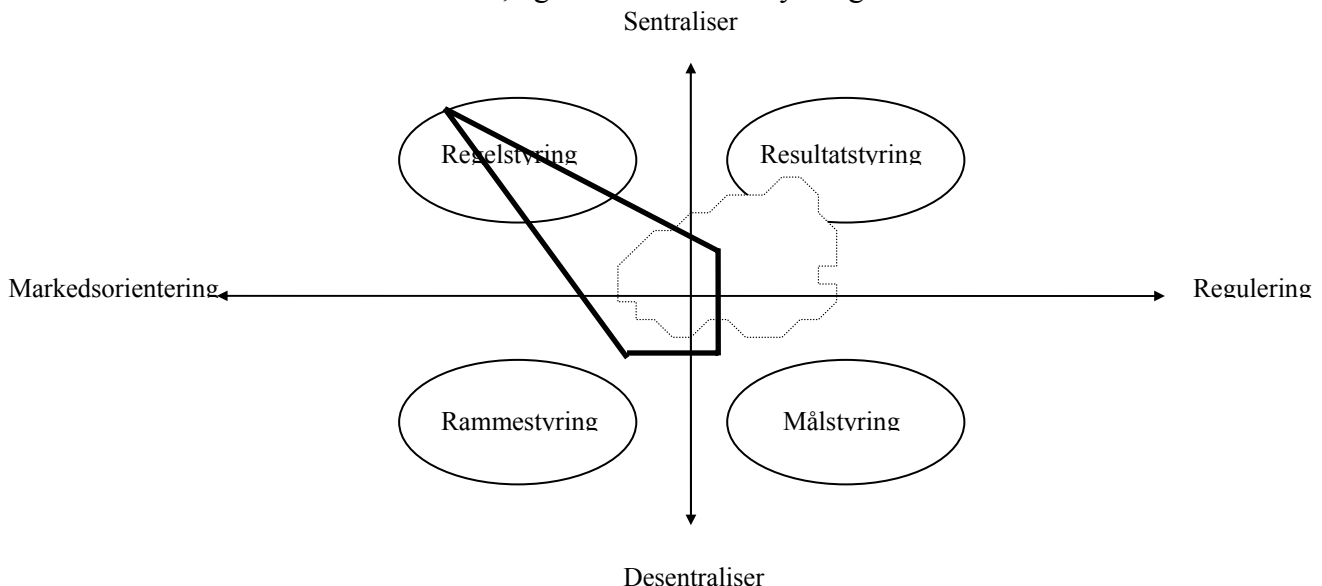 Sentraliser
Regelstyring
Resultatstyring
Markedsorientering
Regulering
Rammestyring
Målstyring
Desentraliser